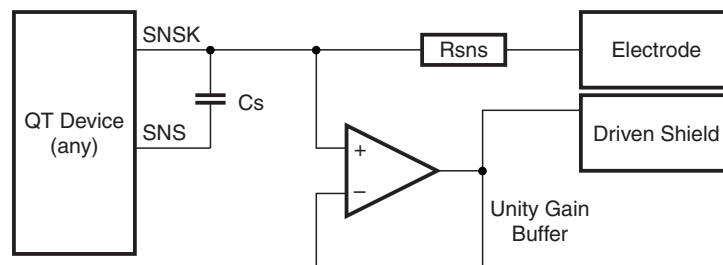 SNSK
Rsns
Electrode
Cs
QT Device
(any)
SNS
Driven Shield
+
−
Unity Gain
Buffer